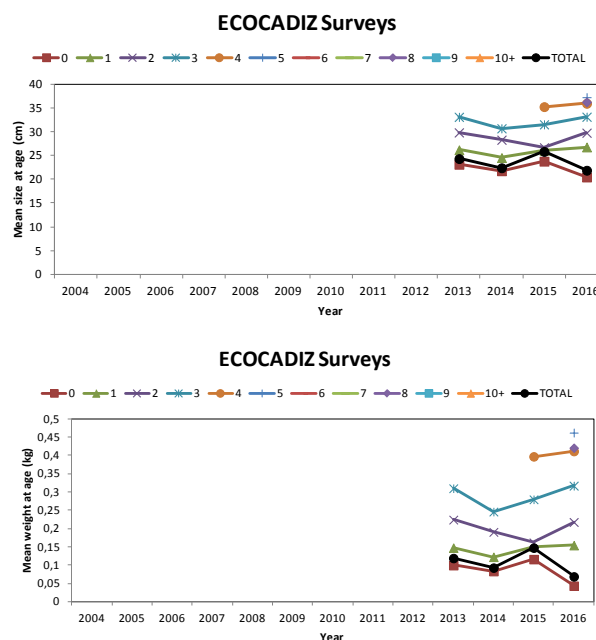 ECOCADIZ Surveys
0 1 2 3 4 5 6 7 8 9 10+ TOTAL
Mean size at age (cm)
40
35
30
25
20
15
10
5
0
2004 2005 2006 2007 2008 2009 2010 2011 2012 2013 2014 2015 2016
Year
ECOCADIZ Surveys
0 1 2 3 4 5 6 7 8 9 10+ TOTAL
Mean weight at age (kg)
0,5
0,45
0,4
0,35
0,3
0,25
0,2
0,15
0,1
0,05
0
2004 2005 2006 2007 2008 2009 2010 2011 2012 2013 2014 2015 2016
Year